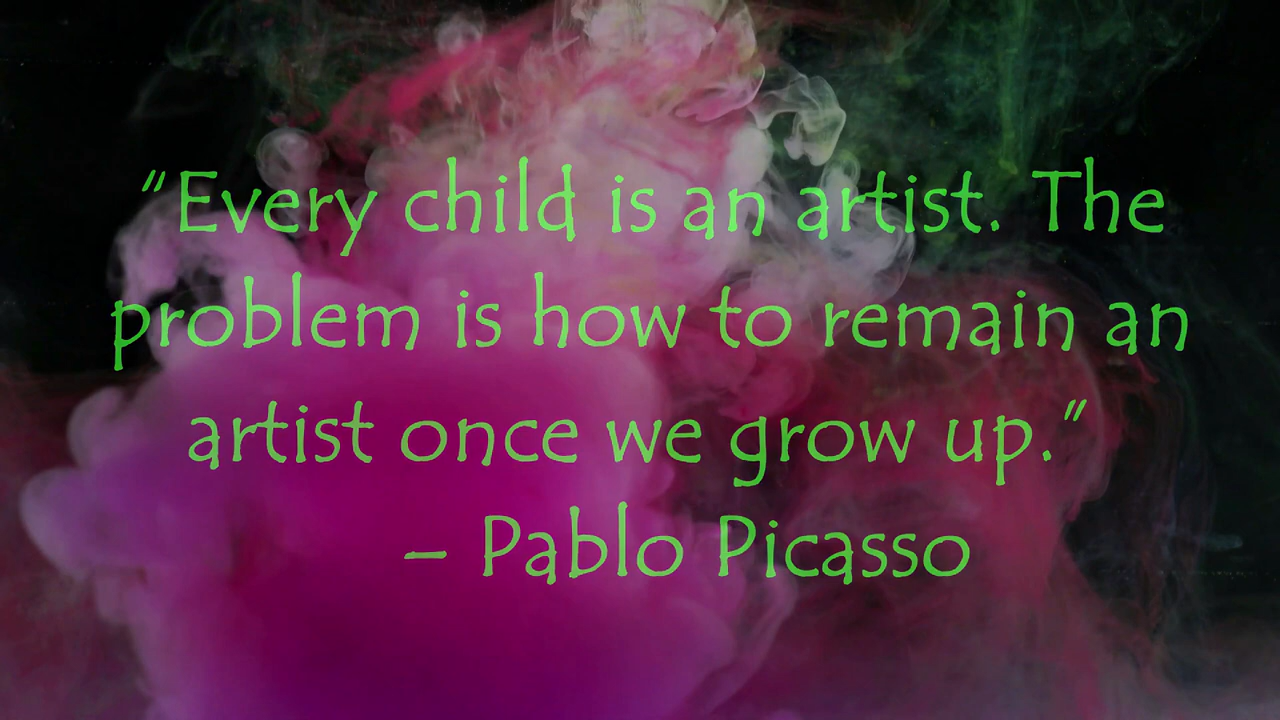 “Every child is an artist. The
problem is how to remain an
artist once we grow up.”
– Pablo Picasso